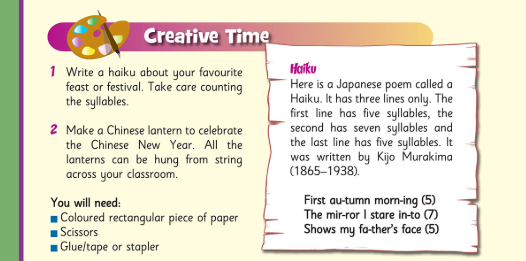 Creative Time
1 Write a haiku about your favourite
feast or festival. Take care counting
the syllables.
2 Make a Chinese lantern to celebrate
the Chinese New Year. All the
lanterns can be hung from string
across your classroom.
You will need:
Coloured rectangular piece of paper
Scissors
Glue/tape or stapler
Haiku
Here is a Japanese poem called a
Haiku. It has three lines only. The
first line has five syllables, the
second has seven syllables and
the last line has five syllables. It
was written by Kijo Murakima
(1865–1938).
First au-tumn morn-ing (5)
The mir-ror I stare in-to (7)
Shows my fa-ther's face (5)